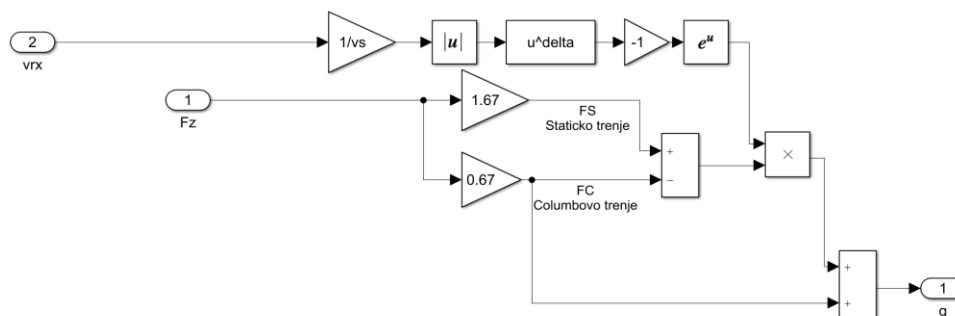 2
vrx
1/vs
|u|
u^delta
-1
e^u
1
Fz
1.67
FS
Staticko trenje
0.67
FC
Columbovo trenje
+
−
×
+
+
1
g